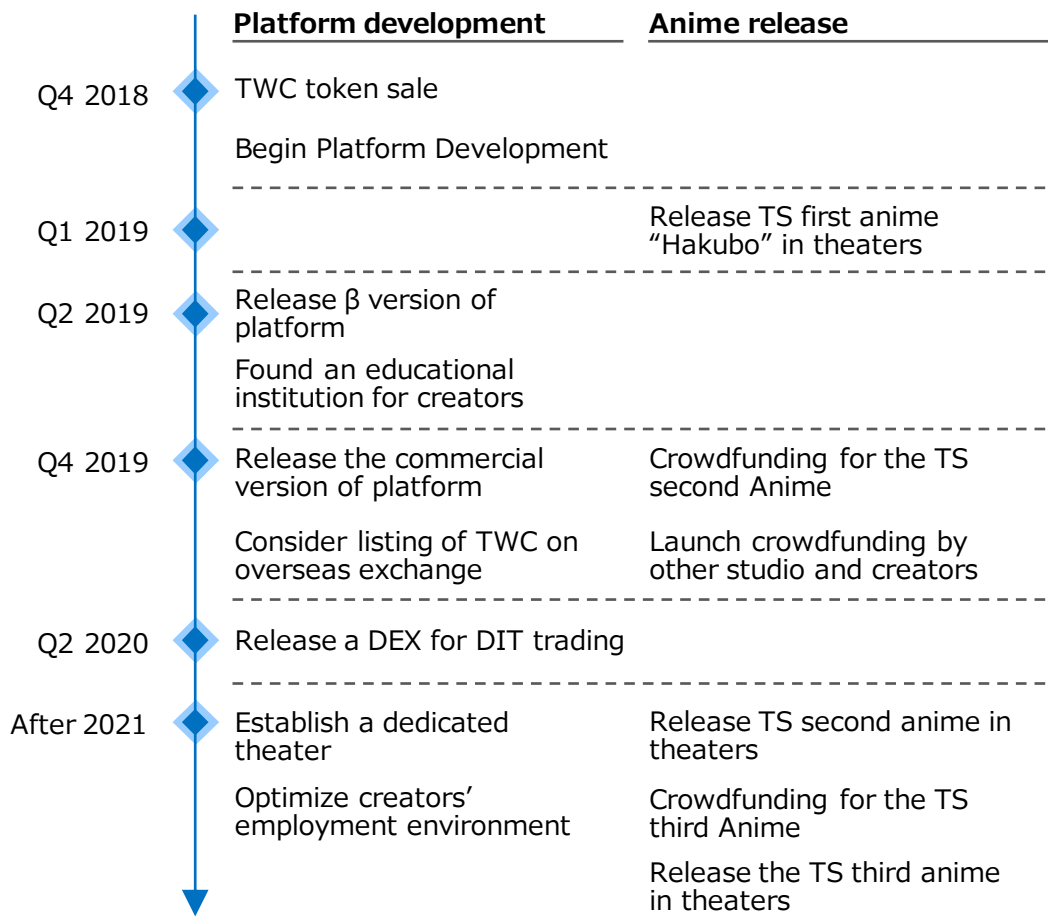 Platform development
Anime release
Q4 2018
TWC token sale
Begin Platform Development
Q1 2019
Release TS first anime
“Hakubo” in theaters
Q2 2019
Release β version of
platform
Found an educational
institution for creators
Q4 2019
Release the commercial
version of platform
Consider listing of TWC on
overseas exchange
Crowdfunding for the TS
second Anime
Launch crowdfunding by
other studio and creators
Q2 2020
Release a DEX for DIT trading
After 2021
Establish a dedicated
theater
Optimize creators’
employment environment
Release TS second anime in
theaters
Crowdfunding for the TS
third Anime
Release the TS third anime
in theaters